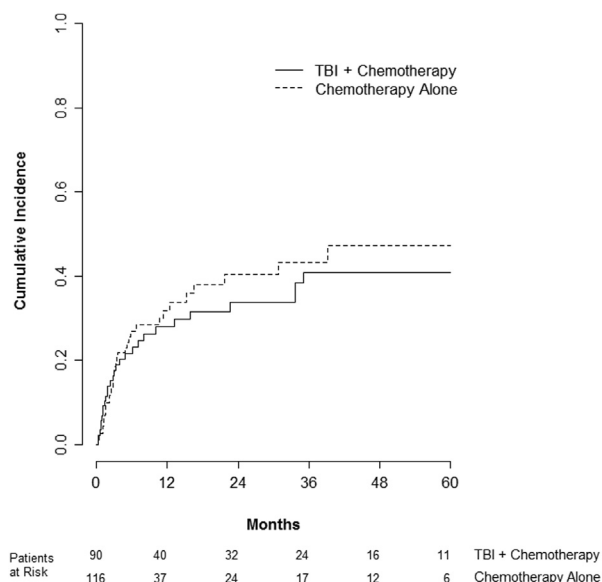 1.0
0.8
0.6
0.4
0.2
0.0
Cumulative Incidence
TBI + Chemotherapy
Chemotherapy Alone
0 12 24 36 48 60
Months
Patients at Risk
90 40 32 24 16 11 TBI + Chemotherapy
116 37 24 17 12 6 Chemotherapy Alone